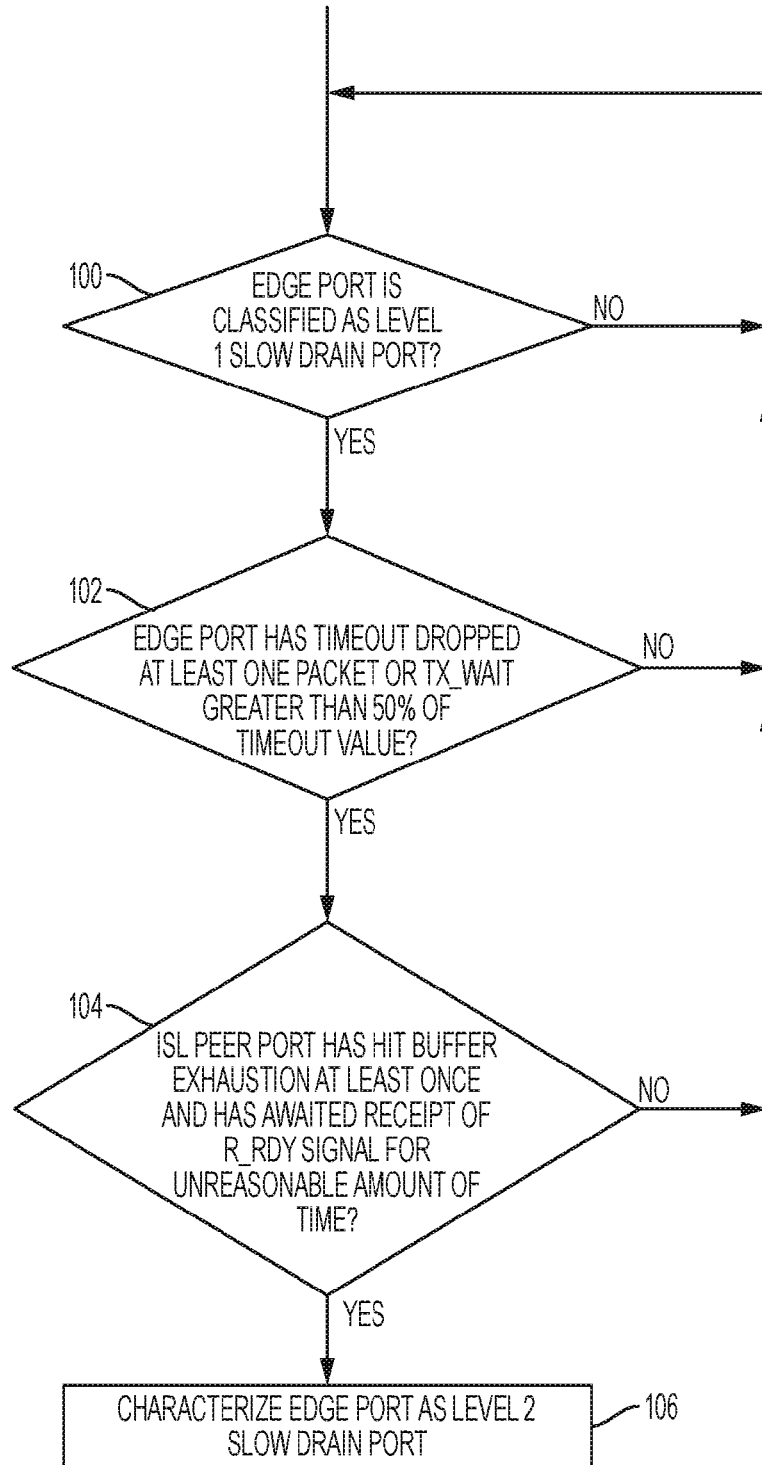 100
EDGE PORT IS
CLASSIFIED AS LEVEL
1 SLOW DRAIN PORT?
NO
YES
102
EDGE PORT HAS TIMEOUT DROPPED
AT LEAST ONE PACKET OR TX_WAIT
GREATER THAN 50% OF
TIMEOUT VALUE?
NO
YES
104
ISL PEER PORT HAS HIT BUFFER
EXHAUSTION AT LEAST ONCE
AND HAS AWAITED RECEIPT OF
R_RDY SIGNAL FOR
UNREASONABLE AMOUNT OF
TIME?
NO
YES
CHARACTERIZE EDGE PORT AS LEVEL 2
SLOW DRAIN PORT
106